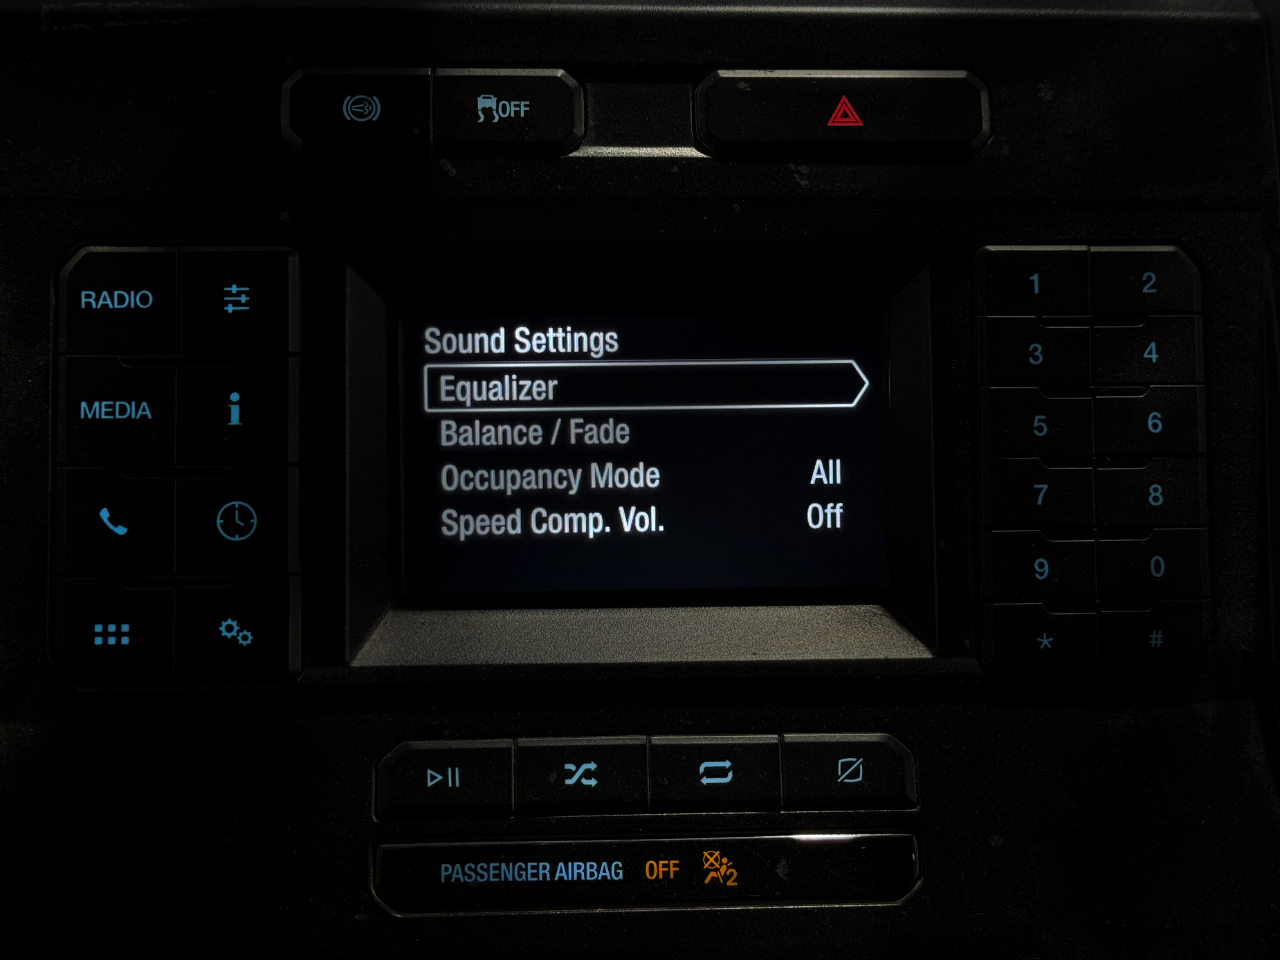 OFF
RADIO
MEDIA
i
Sound Settings
Equalizer
Balance / Fade
Occupancy Mode All
Speed Comp. Vol. Off
1 2
3 4
5 6
7 8
9 0
* #
PASSENGER AIRBAG OFF 2